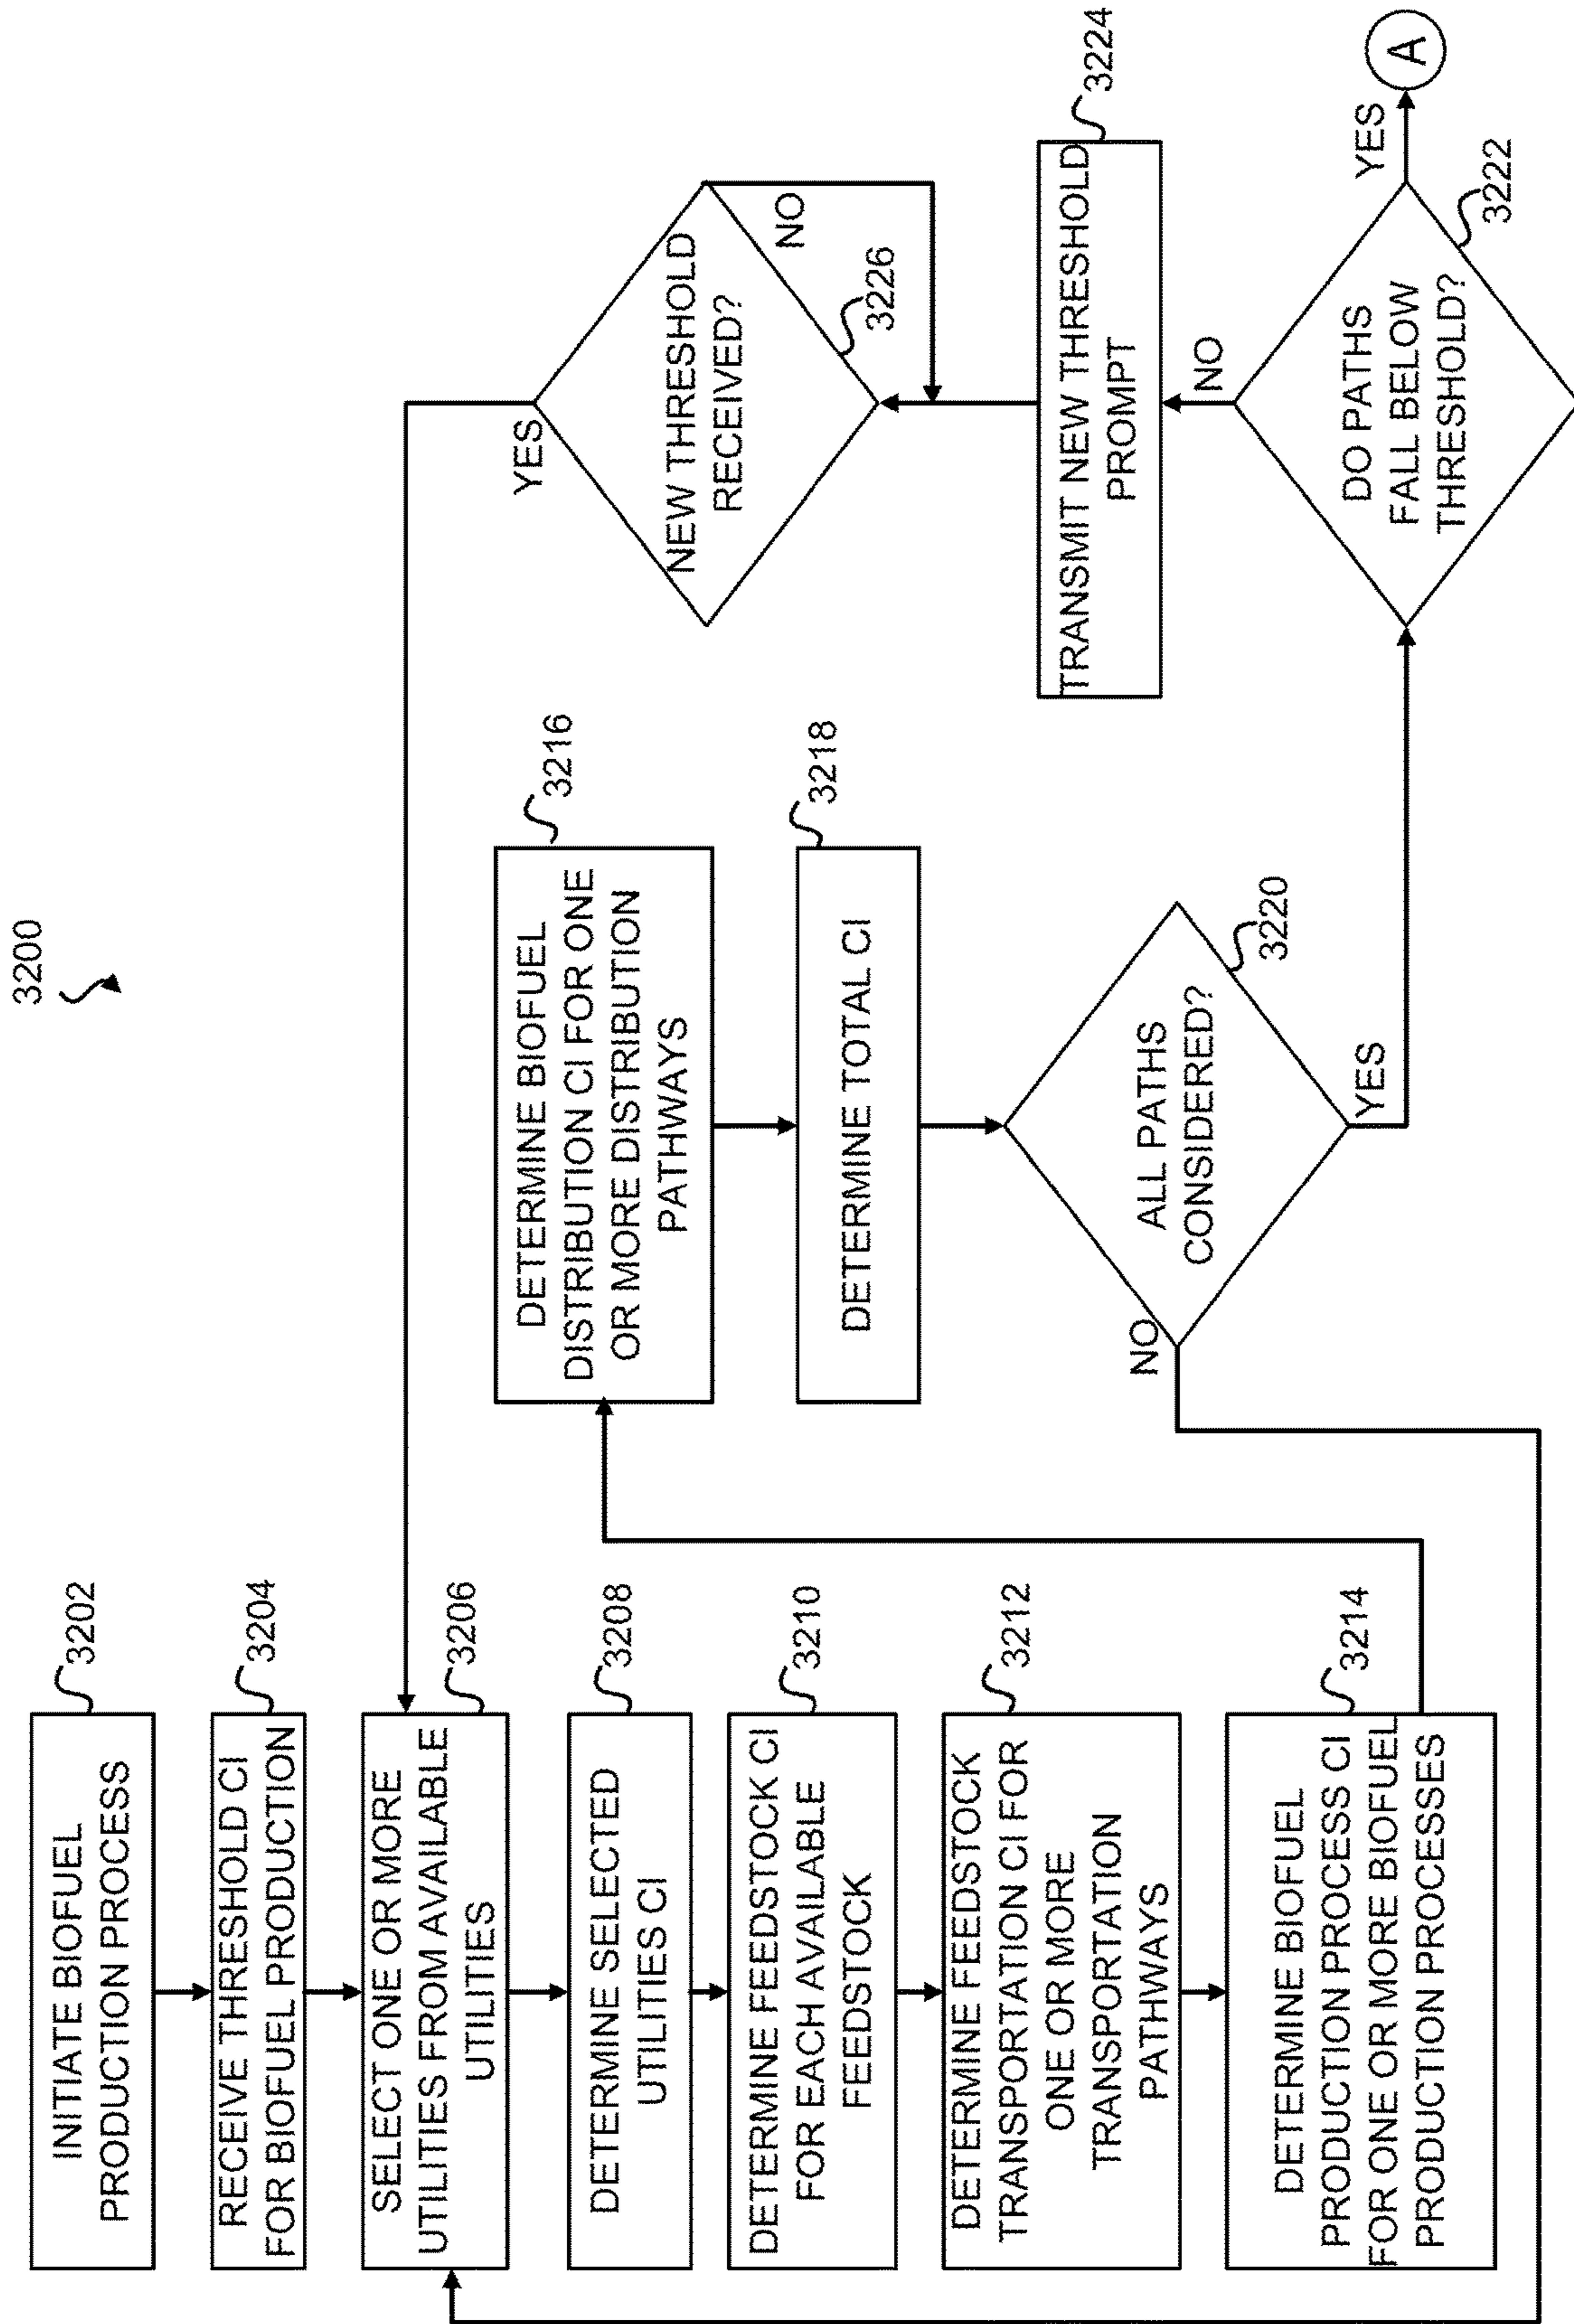 3200
INITIATE BIOFUEL
PRODUCTION PROCESS
3202
RECEIVE THRESHOLD CI
FOR BIOFUEL PRODUCTION
3204
SELECT ONE OR MORE
UTILITIES FROM AVAILABLE
UTILITIES
3206
DETERMINE SELECTED
UTILITIES CI
3208
DETERMINE FEEDSTOCK CI
FOR EACH AVAILABLE
FEEDSTOCK
3210
DETERMINE FEEDSTOCK
TRANSPORTATION CI FOR
ONE OR MORE
TRANSPORTATION
PATHWAYS
3212
DETERMINE BIOFUEL
PRODUCTION PROCESS CI
FOR ONE OR MORE BIOFUEL
PRODUCTION PROCESSES
3214
DETERMINE BIOFUEL
DISTRIBUTION CI FOR ONE
OR MORE DISTRIBUTION
PATHWAYS
3216
DETERMINE TOTAL CI
3218
ALL PATHS
CONSIDERED?
3220
NO
YES
DO PATHS
FALL BELOW
THRESHOLD?
3222
YES
A
NO
TRANSMIT NEW THRESHOLD
PROMPT
3224
NEW THRESHOLD
RECEIVED?
3226
NO
YES